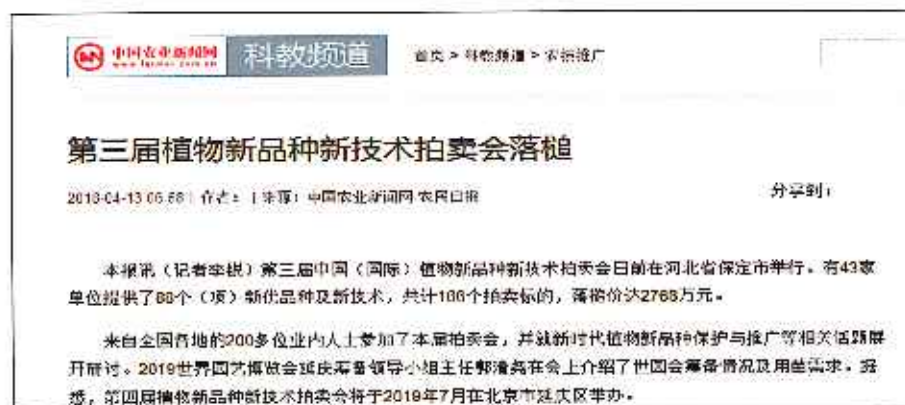 中国农业新闻网 科教频道 首页 > 科教频道 > 农技推广
第三届植物新品种新技术拍卖会落槌
中国农业新闻网 农民日报 分享到:
本报讯(记者李锐)第三届中国(国际)植物新品种新技术拍卖会日前在河北省保定市举行。有43家
单位提供了88个(项)新优品种及新技术,共计106个拍卖标的,落槌价达2768万元。
来自全国各地的200多位业内人士参加了本届拍卖会,并就新时代植物新品种保护与推广等相关话题展
开研讨。2019世界园艺博览会延庆筹备领导小组主任在会上介绍了世园会筹备情况及用苗需求。据
悉,第四届植物新品种新技术拍卖会将于2019年7月在北京市延庆区举办。